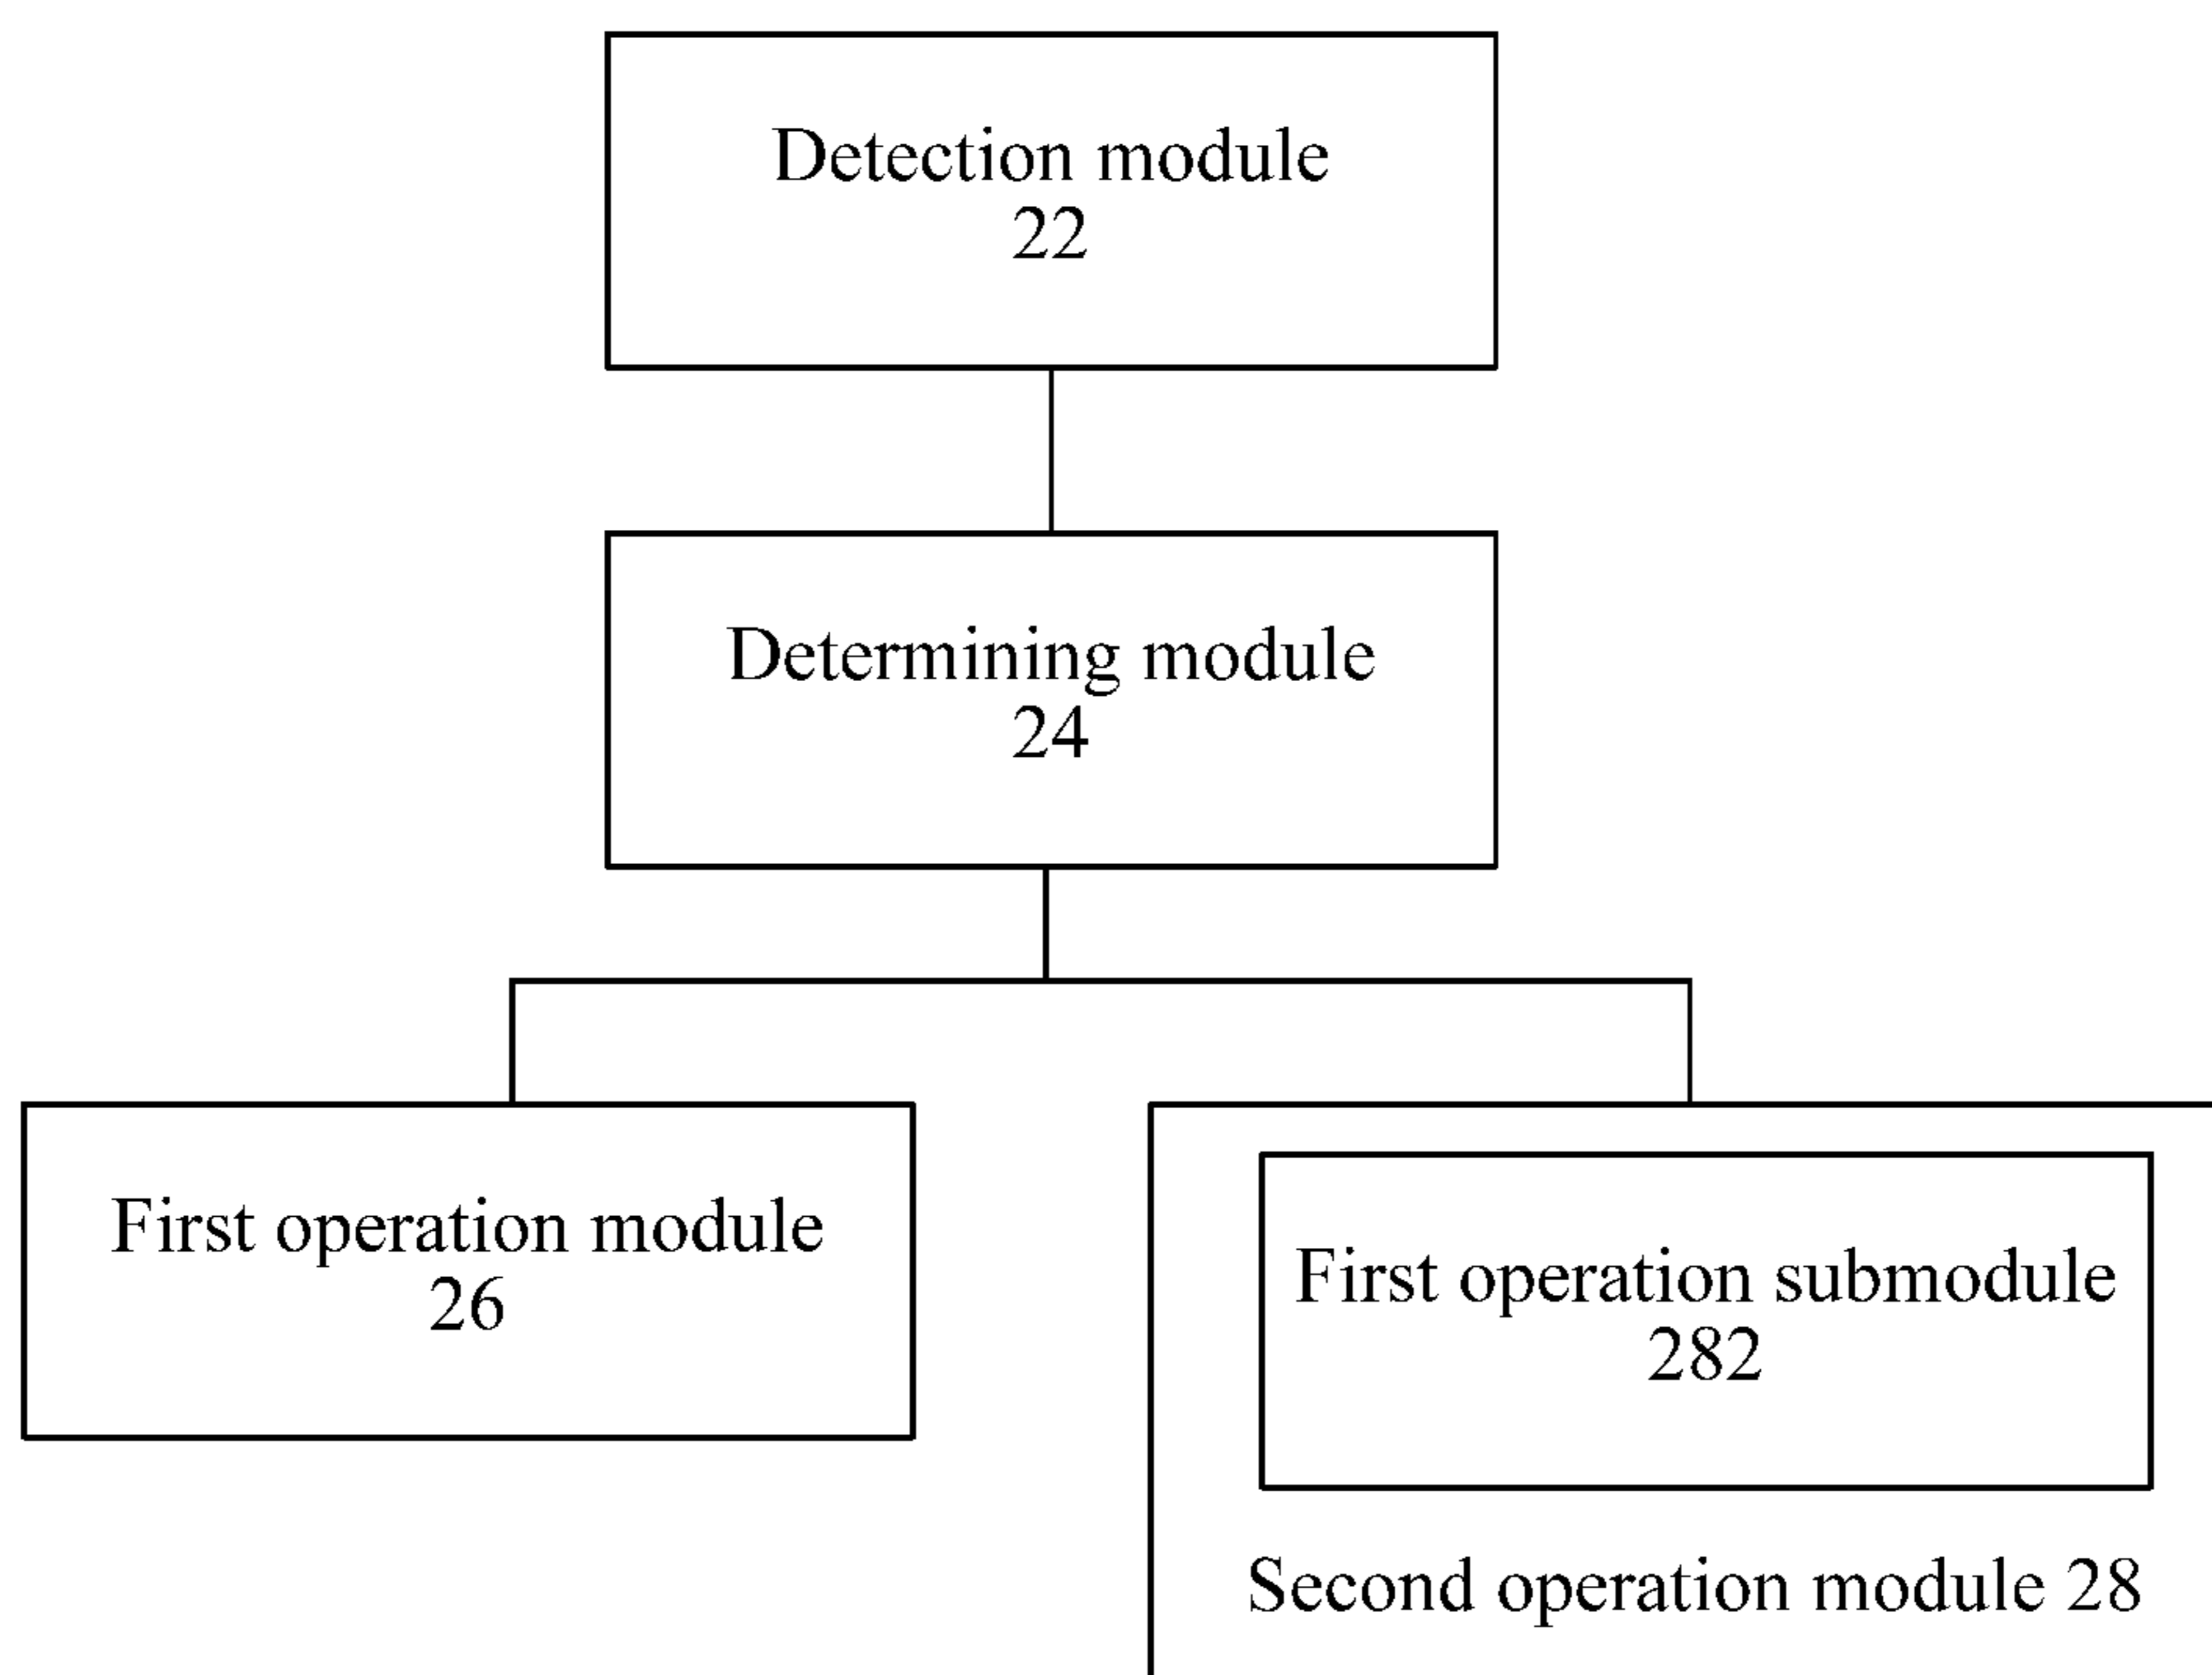 Detection module
22
Determining module
24
First operation module
26
First operation submodule
282
Second operation module 28